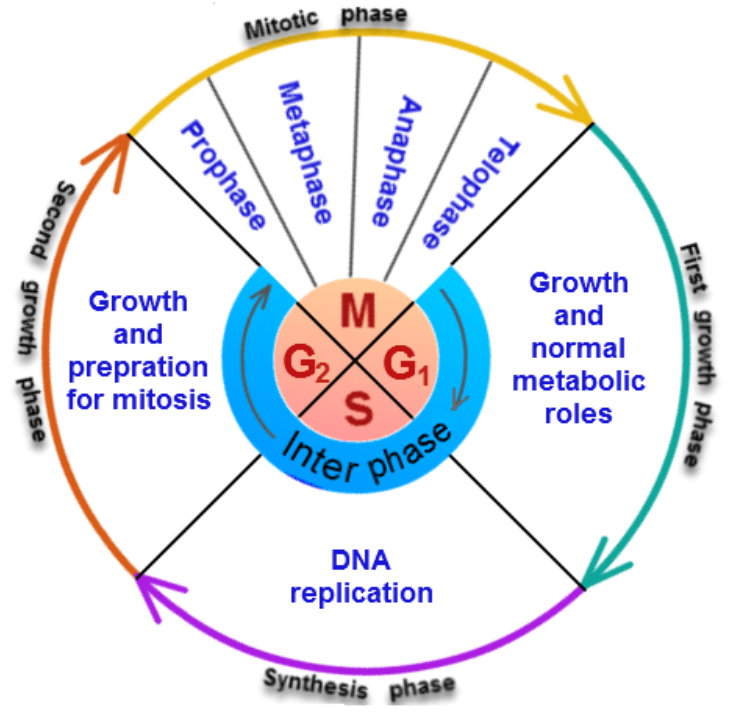 Mitotic phase
Prophase
Metaphase
Anaphase
Telophase
First growth phase
Growth
and
normal
metabolic
roles
Second growth phase
Growth
and
prepration
for mitosis
M
G₂
G₁
S
Inter phase
DNA
replication
Synthesis phase